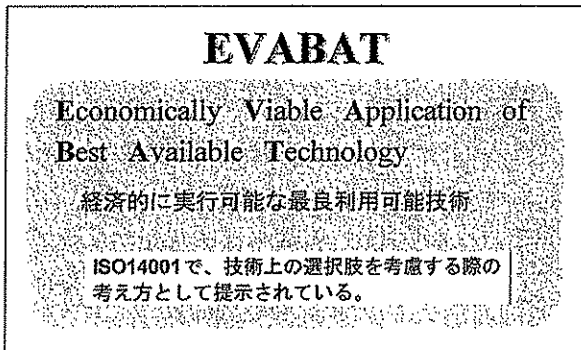 EVABAT
Economically Viable Application of
Best Available Technology
経済的に実行可能な最良利用可能技術
ISO14001で、技術上の選択肢を考慮する際の
考え方として提示されている。